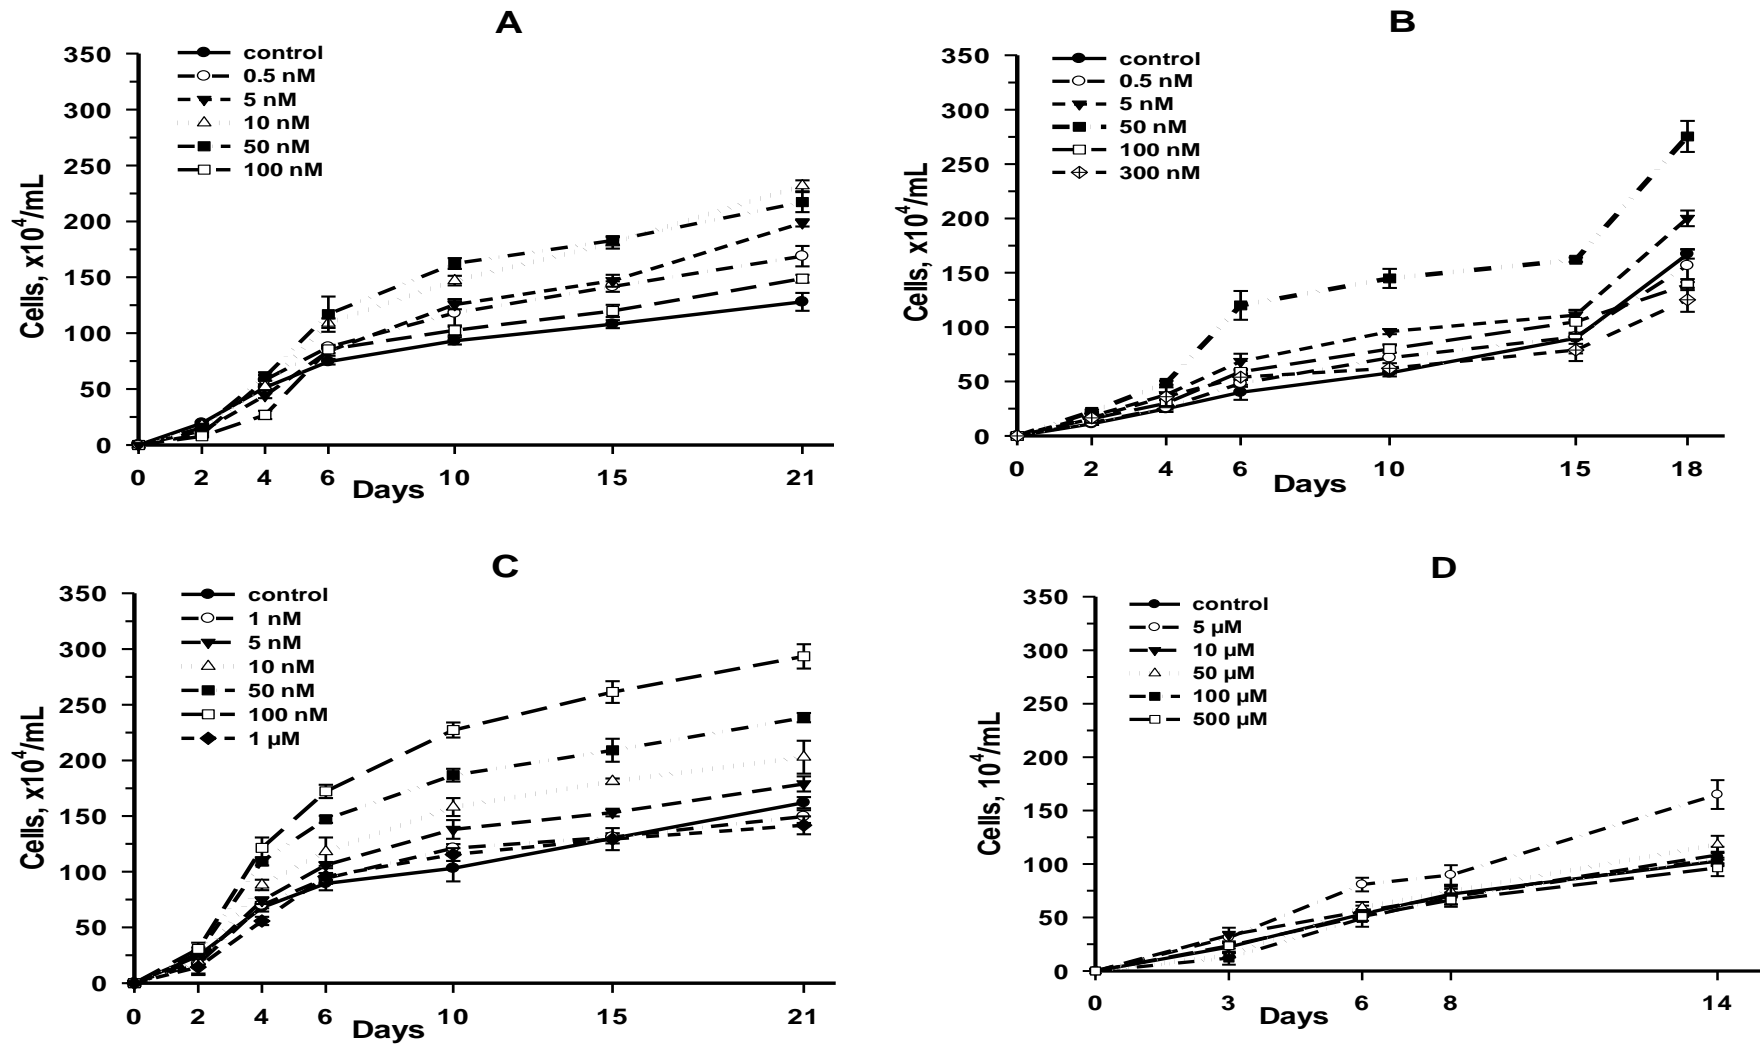 A
350
300
250
200
150
100
50
0
Cells, x10⁴/mL
control
0.5 nM
5 nM
10 nM
50 nM
100 nM
0 2 4 6 10 15 21
Days
B
350
300
250
200
150
100
50
0
Cells, x10⁴/mL
control
0.5 nM
5 nM
50 nM
100 nM
300 nM
0 2 4 6 10 15 18
Days
C
350
300
250
200
150
100
50
0
Cells, x10⁴/mL
control
1 nM
5 nM
10 nM
50 nM
100 nM
1 µM
0 2 4 6 10 15 21
Days
D
350
300
250
200
150
100
50
0
Cells, 10⁴/mL
control
5 µM
10 µM
50 µM
100 µM
500 µM
0 3 6 8 14
Days